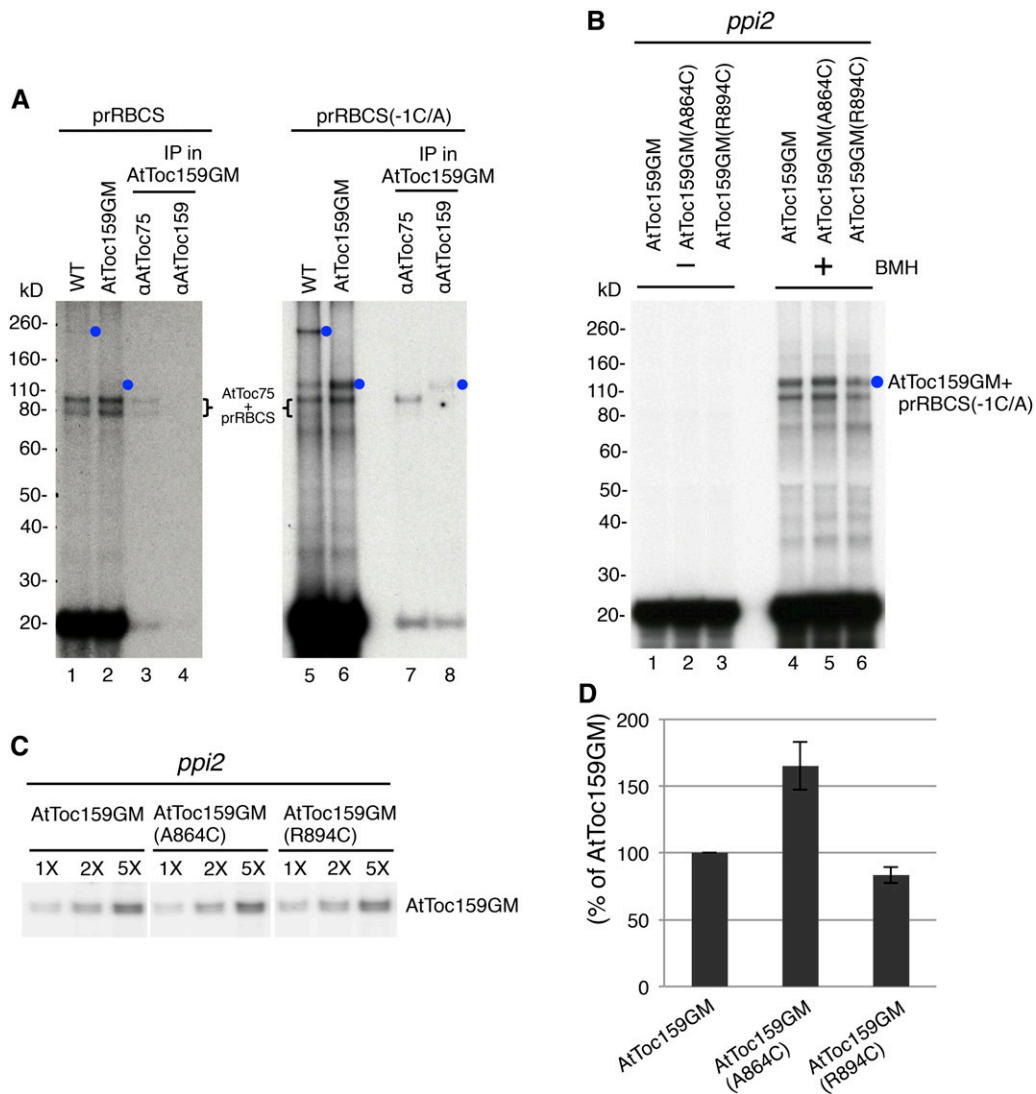 A
prRBCS
IP in
AtToc159GM
WT
AtToc159GM
αAtToc75
αAtToc159
kD
260-
160-
110-
80-
60-
50-
40-
30-
20-
1 2 3 4
AtToc75
+
prRBCS
prRBCS(-1C/A)
IP in
AtToc159GM
WT
AtToc159GM
αAtToc75
αAtToc159
5 6 7 8
B
ppi2
AtToc159GM
AtToc159GM(A864C)
AtToc159GM(R894C)
AtToc159GM
AtToc159GM(A864C)
AtToc159GM(R894C)
− + BMH
kD
260-
160-
110-
80-
60-
50-
40-
30-
20-
AtToc159GM+
prRBCS(-1C/A)
1 2 3 4 5 6
C
ppi2
AtToc159GM
AtToc159GM
(A864C)
AtToc159GM
(R894C)
1X 2X 5X 1X 2X 5X 1X 2X 5X
AtToc159GM
D
(% of AtToc159GM)
200
150
100
50
0
AtToc159GM
AtToc159GM
(A864C)
AtToc159GM
(R894C)